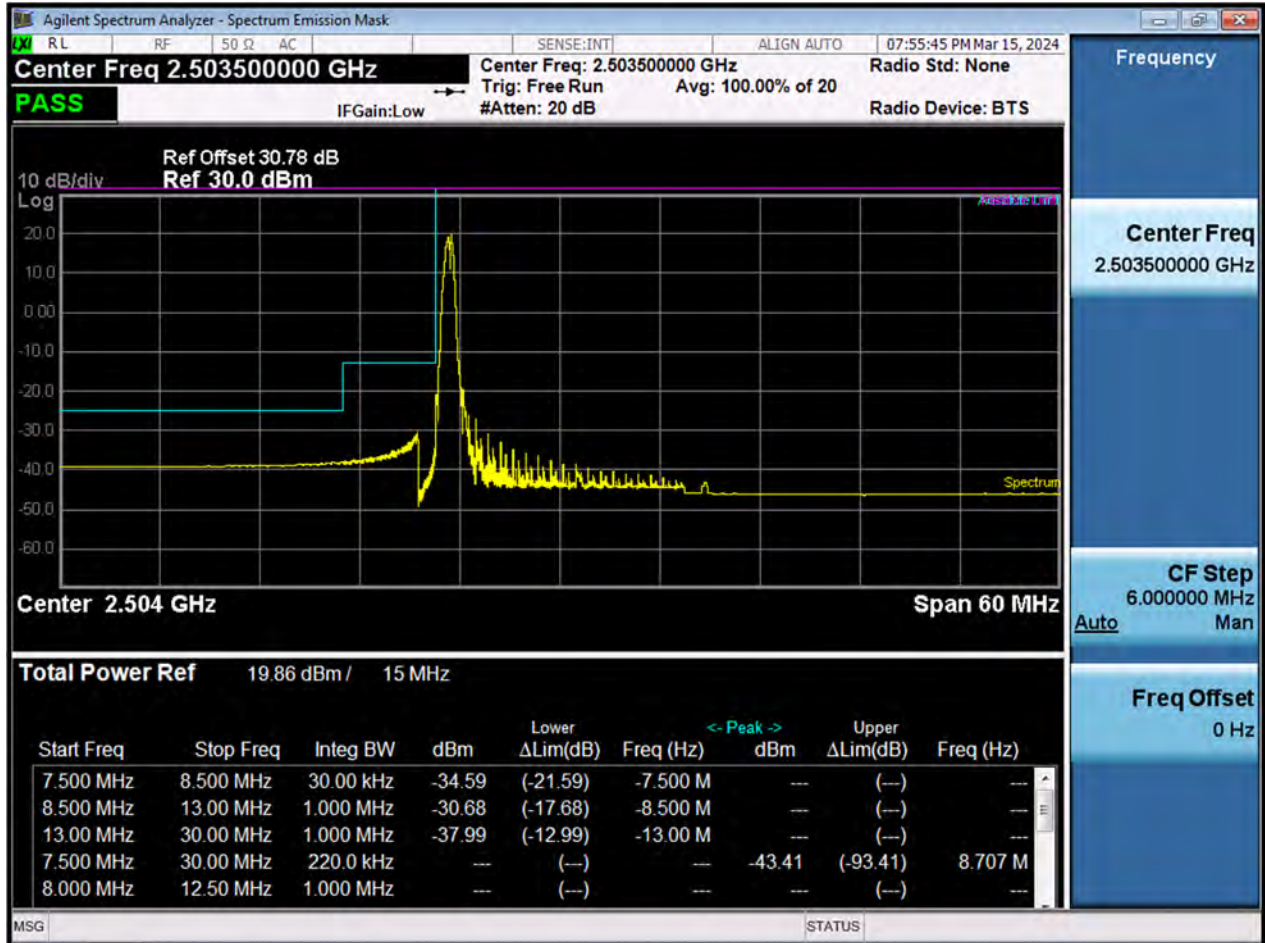 Agilent Spectrum Analyzer - Spectrum Emission Mask
LXI RL RF 50 Ω AC SENSE:INT ALIGN AUTO 07:55:45 PM Mar 15, 2024
Center Freq 2.503500000 GHz
Center Freq: 2.503500000 GHz
Radio Std: None
Trig: Free Run Avg: 100.00% of 20
PASS
IFGain:Low #Atten: 20 dB
Radio Device: BTS
Frequency
Ref Offset 30.78 dB
10 dB/div Ref 30.0 dBm
Log
Absolute Limit
20.0
10.0
0.00
-10.0
-20.0
-30.0
-40.0
Spectrum
-50.0
-60.0
Center 2.504 GHz Span 60 MHz
Center Freq
2.503500000 GHz
CF Step
6.000000 MHz
Auto Man
Freq Offset
0 Hz
Total Power Ref 19.86 dBm / 15 MHz
Lower <- Peak -> Upper
Start Freq Stop Freq Integ BW dBm ΔLim(dB) Freq (Hz) dBm ΔLim(dB) Freq (Hz)
7.500 MHz 8.500 MHz 30.00 kHz -34.59 (-21.59) -7.500 M --- (---) ---
8.500 MHz 13.00 MHz 1.000 MHz -30.68 (-17.68) -8.500 M --- (---) ---
13.00 MHz 30.00 MHz 1.000 MHz -37.99 (-12.99) -13.00 M --- (---) ---
7.500 MHz 30.00 MHz 220.0 kHz --- (---) --- -43.41 (-93.41) 8.707 M
8.000 MHz 12.50 MHz 1.000 MHz --- (---) --- --- (---) ---
MSG STATUS